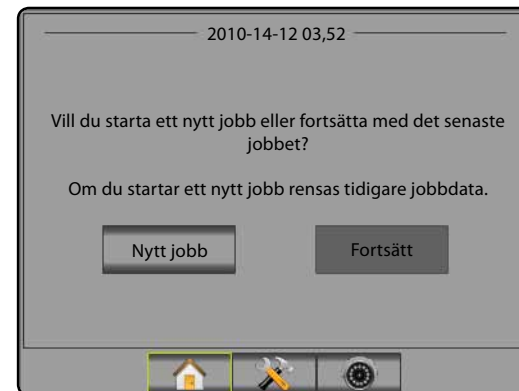 2010-14-12 03,52
Vill du starta ett nytt jobb eller fortsätta med det senaste
jobbet?
Om du startar ett nytt jobb rensas tidigare jobbdata.
Nytt jobb
Fortsätt